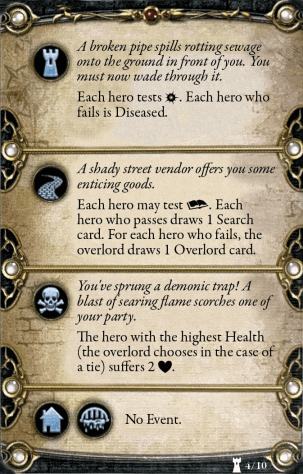 A broken pipe spills rotting sewage
onto the ground in front of you. You
must now wade through it.
Each hero tests . Each hero who
fails is Diseased.
A shady street vendor offers you some
enticing goods.
Each hero may test . Each
hero who passes draws 1 Search
card. For each hero who fails, the
overlord draws 1 Overlord card.
You've sprung a demonic trap! A
blast of searing flame scorches one of
your party.
The hero with the highest Health
(the overlord chooses in the case of
a tie) suffers 2 .
No Event.
4/10